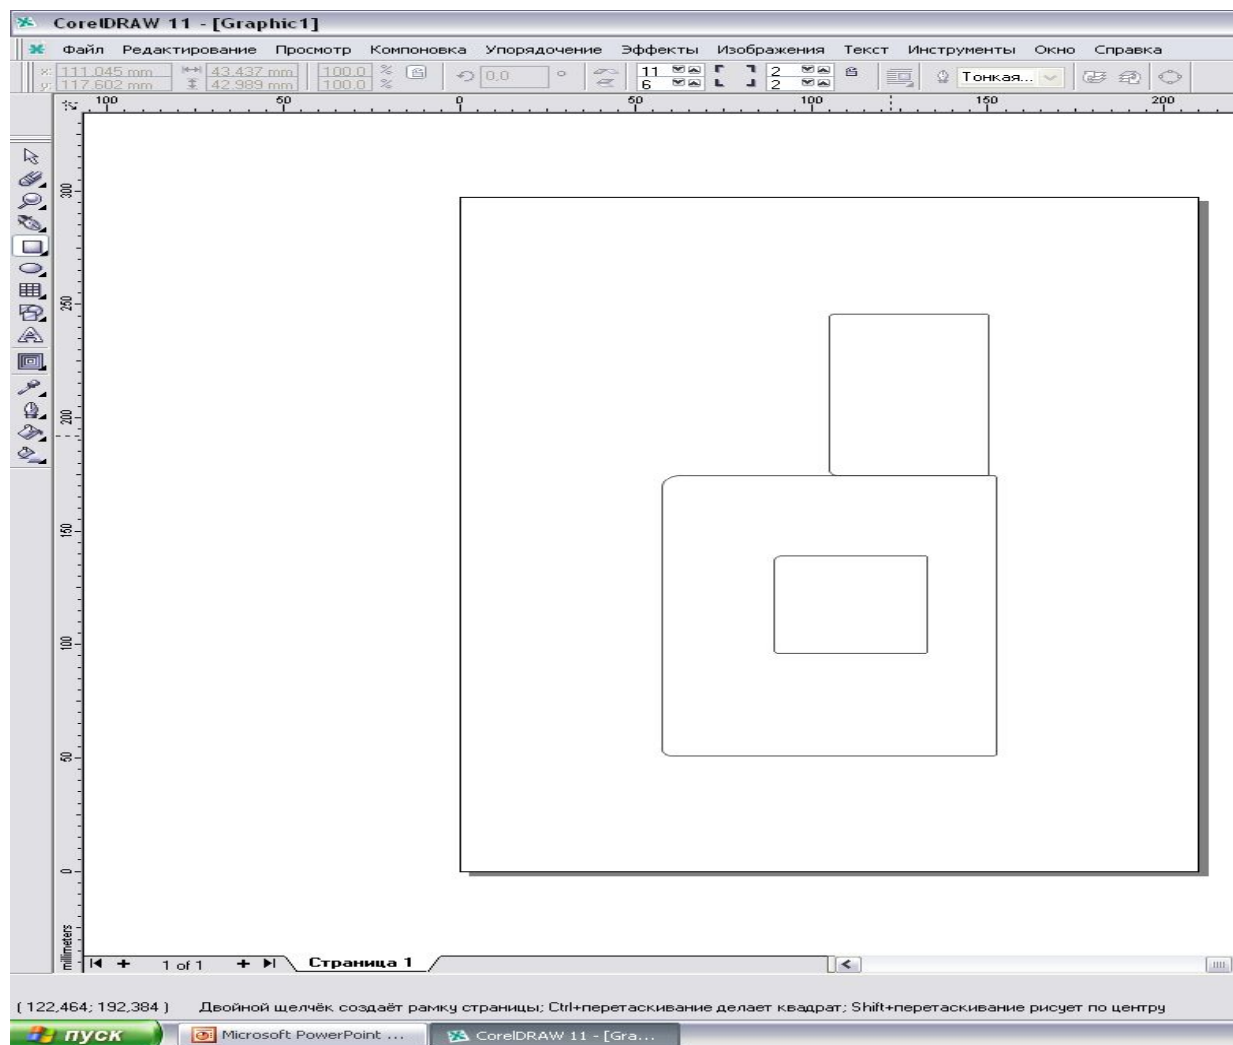 CorelDRAW 11 - [Graphic1]
Файл Редактирование Просмотр Компоновка Упорядочение Эффекты Изображения Текст Инструменты Окно Справка
x: 111.045 mm 43.437 mm 100.0 % 0,0 ° 11 2 Тонкая...
y: 117.602 mm 42.989 mm 100.0 % 6 2
100 50 0 50 100 150 200
300
250
200
150
100
50
0
millimeters
1 of 1 Страница 1
( 122,464; 192,384 ) Двойной щелчёк создаёт рамку страницы; Ctrl+перетаскивание делает квадрат; Shift+перетаскивание рисует по центру
пуск Microsoft PowerPoint ... CorelDRAW 11 - [Gra...